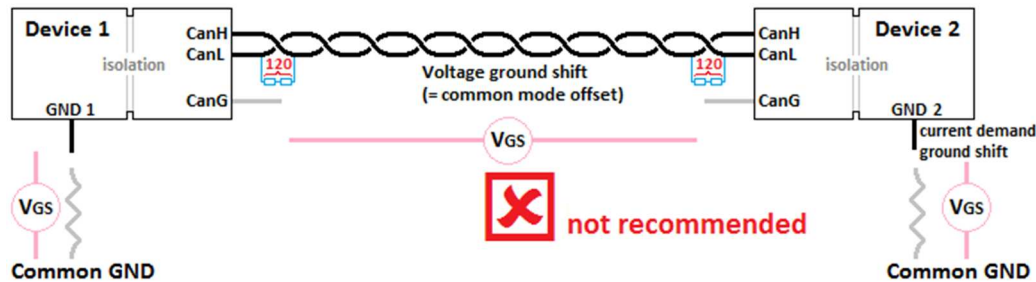 Device 1
isolation
CanH
CanL
CanG
GND 1
120
Voltage ground shift
(= common mode offset)
120
CanH
CanL
CanG
Device 2
isolation
GND 2
current demand
ground shift
VGS
VGS
VGS
not recommended
Common GND
Common GND